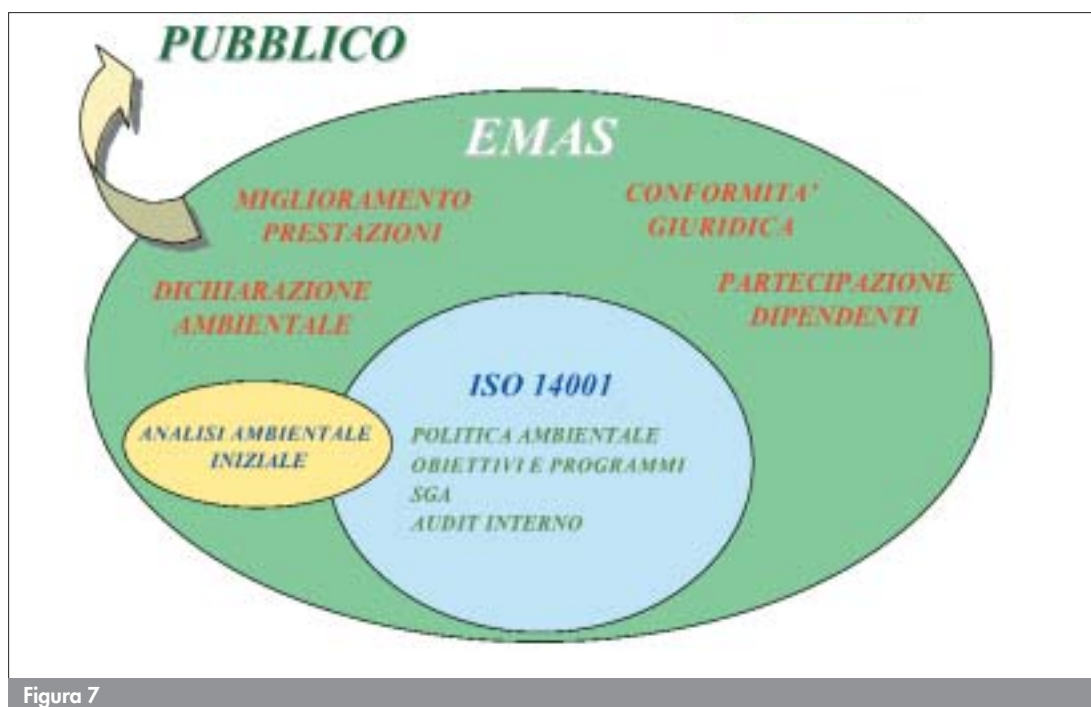 PUBBLICO
EMAS
MIGLIORAMENTO
PRESTAZIONI
CONFORMITA'
GIURIDICA
DICHIARAZIONE
AMBIENTALE
PARTECIPAZIONE
DIPENDENTI
ISO 14001
ANALISI AMBIENTALE
INIZIALE
POLITICA AMBIENTALE
OBIETTIVI E PROGRAMMI
SGA
AUDIT INTERNO
Figura 7